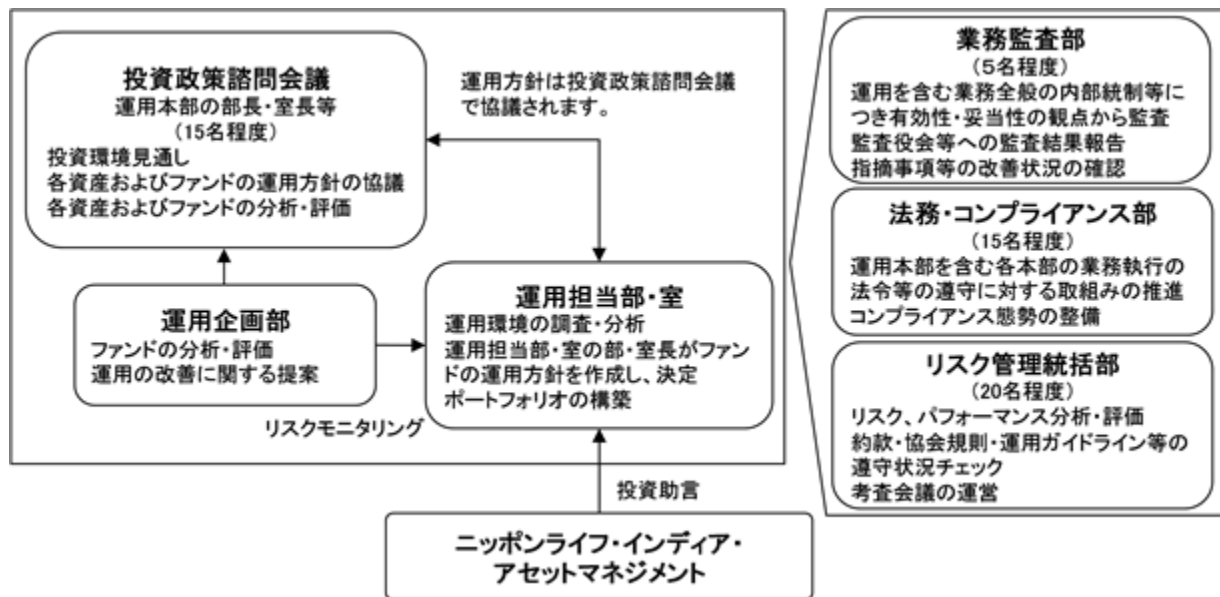 投資政策諮問会議
運用本部の部長・室長等
(15名程度)
投資環境見通し
各資産およびファンドの運用方針の協議
各資産およびファンドの分析・評価
運用方針は投資政策諮問会議
で協議されます。
運用企画部
ファンドの分析・評価
運用の改善に関する提案
リスクモニタリング
運用担当部・室
運用環境の調査・分析
運用担当部・室の部・室長がファン
ドの運用方針を作成し、決定
ポートフォリオの構築
投資助言
ニッポンライフ・インディア・
アセットマネジメント
業務監査部
(5名程度)
運用を含む業務全般の内部統制等に
つき有効性・妥当性の観点から監査
監査役会等への監査結果報告
指摘事項等の改善状況の確認
法務・コンプライアンス部
(15名程度)
運用本部を含む各本部の業務執行の
法令等の遵守に対する取組みの推進
コンプライアンス態勢の整備
リスク管理統括部
(20名程度)
リスク、パフォーマンス分析・評価
約款・協会規則・運用ガイドライン等の
遵守状況チェック
考査会議の運営